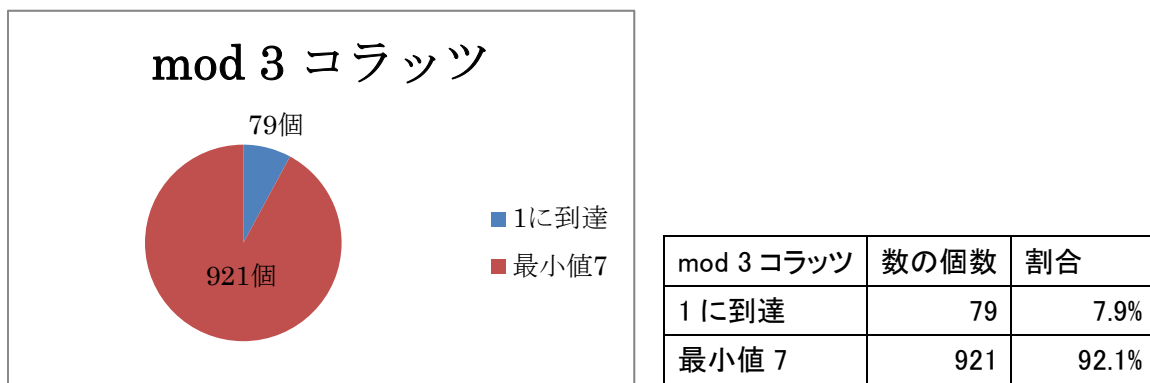 mod 3 コラッツ
79個
921個
1に到達
最小値7
mod 3 コラッツ 数の個数 割合
1 に到達 79 7.9%
最小値 7 921 92.1%